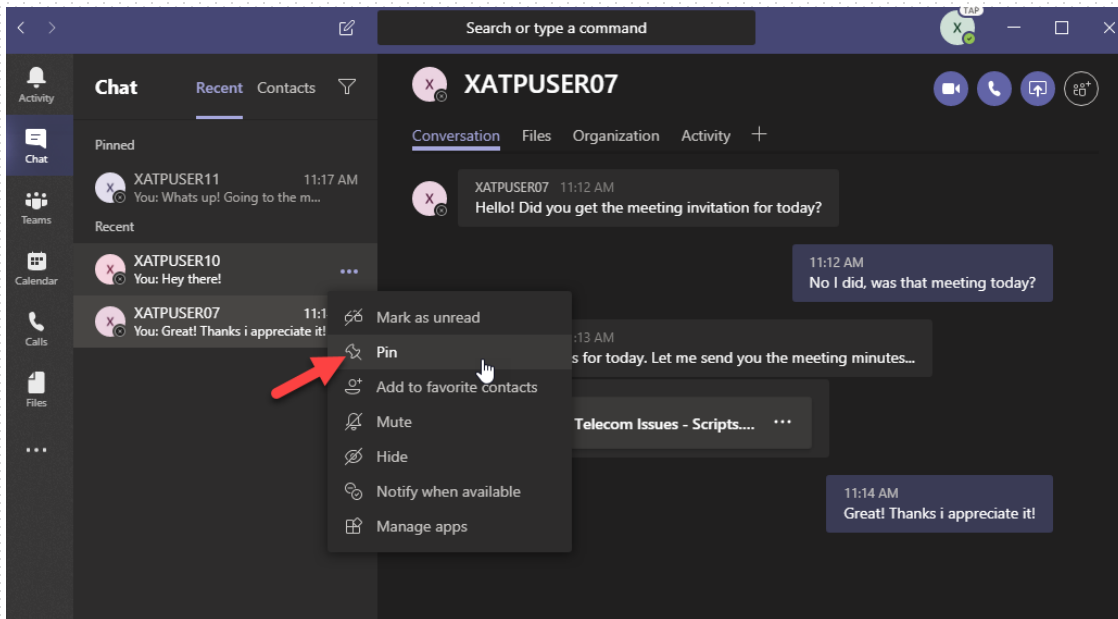 Search or type a command
TAP
X
Activity
Chat
Teams
Calendar
Calls
Files
Chat
Recent
Contacts
Pinned
X
XATPUSER11
11:17 AM
You: Whats up! Going to the m...
Recent
X
XATPUSER10
You: Hey there!
X
XATPUSER07
11:1
You: Great! Thanks i appreciate it!
Mark as unread
Pin
Add to favorite contacts
Mute
Hide
Notify when available
Manage apps
X
XATPUSER07
Conversation
Files
Organization
Activity
X
XATPUSER07 11:12 AM
Hello! Did you get the meeting invitation for today?
11:12 AM
No I did, was that meeting today?
:13 AM
s for today. Let me send you the meeting minutes...
Telecom Issues - Scripts....
11:14 AM
Great! Thanks i appreciate it!